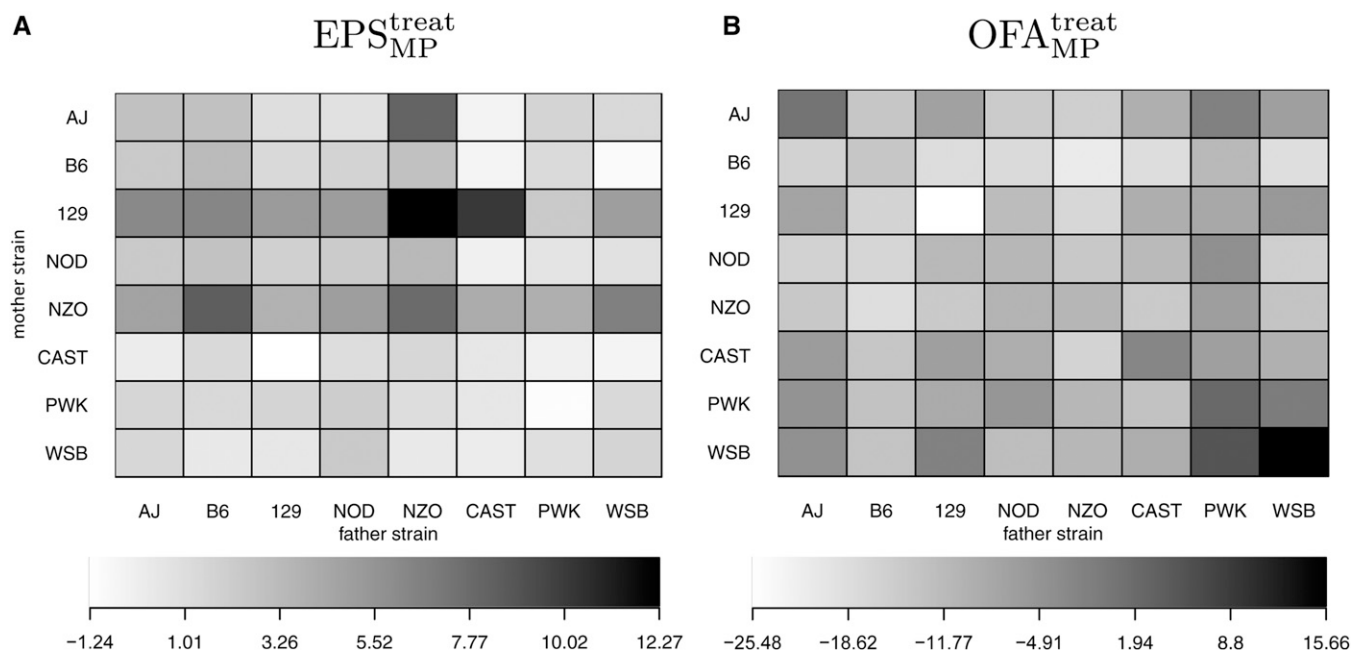 A
EPS^treat_MP
AJ
B6
129
NOD
NZO
CAST
PWK
WSB
mother strain
AJ B6 129 NOD NZO CAST PWK WSB
father strain
−1.24 1.01 3.26 5.52 7.77 10.02 12.27
B
OFA^treat_MP
AJ
B6
129
NOD
NZO
CAST
PWK
WSB
AJ B6 129 NOD NZO CAST PWK WSB
father strain
−25.48 −18.62 −11.77 −4.91 1.94 8.8 15.66